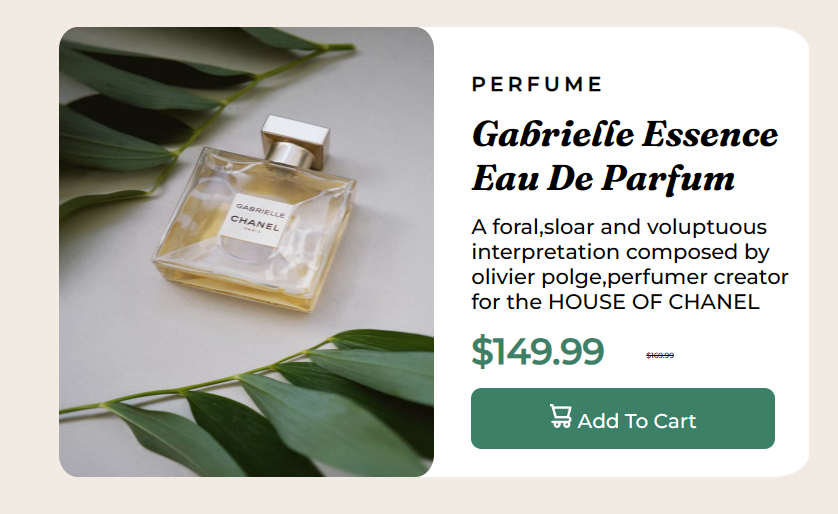 GABRIELLE
CHANEL
PARIS
PERFUME
Gabrielle Essence
Eau De Parfum
A foral,sloar and voluptuous
interpretation composed by
olivier polge,perfumer creator
for the HOUSE OF CHANEL
$149.99
$169.99
Add To Cart